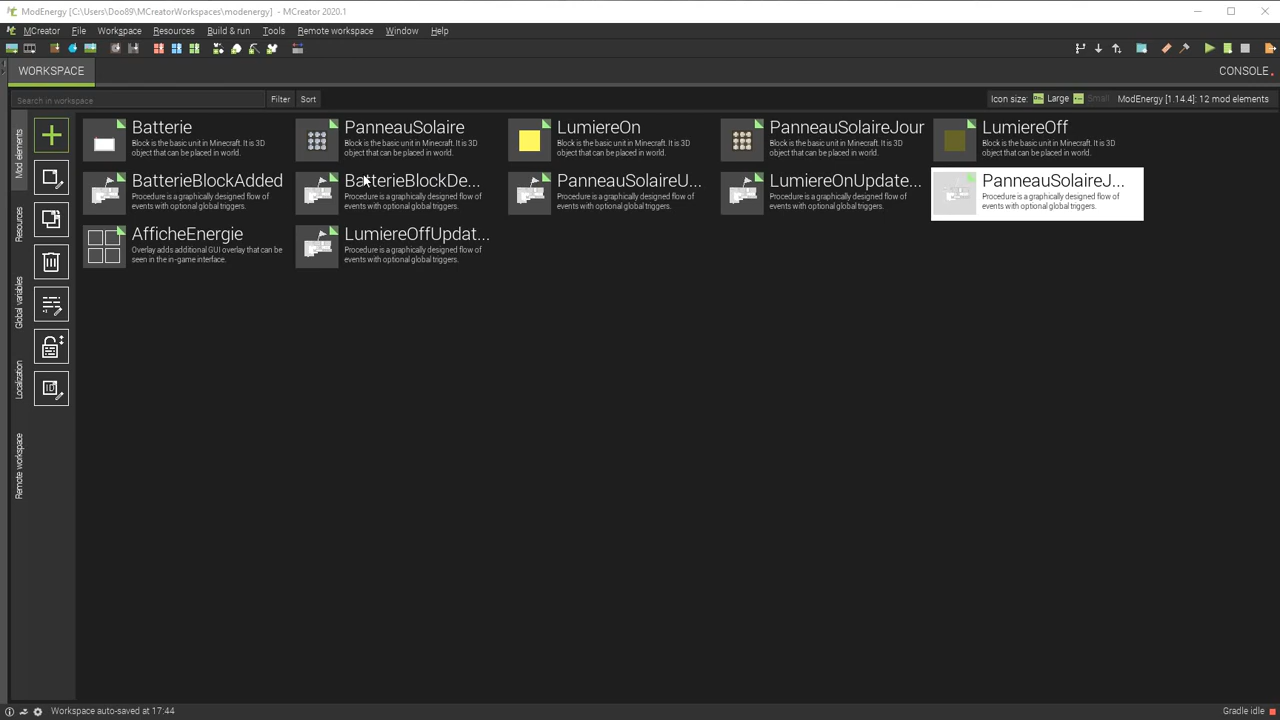 ModEnergy [C:\Users\Doo89\MCreatorWorkspaces\modenergy] - MCreator 2020.1
MCreator File Workspace Resources Build & run Tools Remote workspace Window Help
WORKSPACE
CONSOLE
Search in workspace
Filter
Sort
Icon size: Large Small ModEnergy [1.14.4]: 12 mod elements
Mod elements
Resources
Global variables
Localization
Remote workspace
Batterie
Block is the basic unit in Minecraft. It is 3D
object that can be placed in world.
PanneauSolaire
Block is the basic unit in Minecraft. It is 3D
object that can be placed in world.
LumiereOn
Block is the basic unit in Minecraft. It is 3D
object that can be placed in world.
PanneauSolaireJour
Block is the basic unit in Minecraft. It is 3D
object that can be placed in world.
LumiereOff
Block is the basic unit in Minecraft. It is 3D
object that can be placed in world.
BatterieBlockAdded
Procedure is a graphically designed flow of
events with optional global triggers.
BatterieBlockDe...
Procedure is a graphically designed flow of
events with optional global triggers.
PanneauSolaireU...
Procedure is a graphically designed flow of
events with optional global triggers.
LumiereOnUpdate...
Procedure is a graphically designed flow of
events with optional global triggers.
PanneauSolaireJ...
Procedure is a graphically designed flow of
events with optional global triggers.
AfficheEnergie
Overlay adds additional GUI overlay that can be
seen in the in-game interface.
LumiereOffUpdat...
Procedure is a graphically designed flow of
events with optional global triggers.
Workspace auto-saved at 17:44
Gradle idle